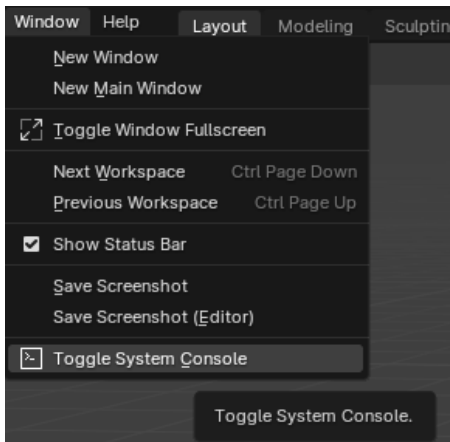 Window Help Layout Modeling Sculptin
New Window
New Main Window
Toggle Window Fullscreen
Next Workspace Ctrl Page Down
Previous Workspace Ctrl Page Up
Show Status Bar
Save Screenshot
Save Screenshot (Editor)
Toggle System Console
Toggle System Console.